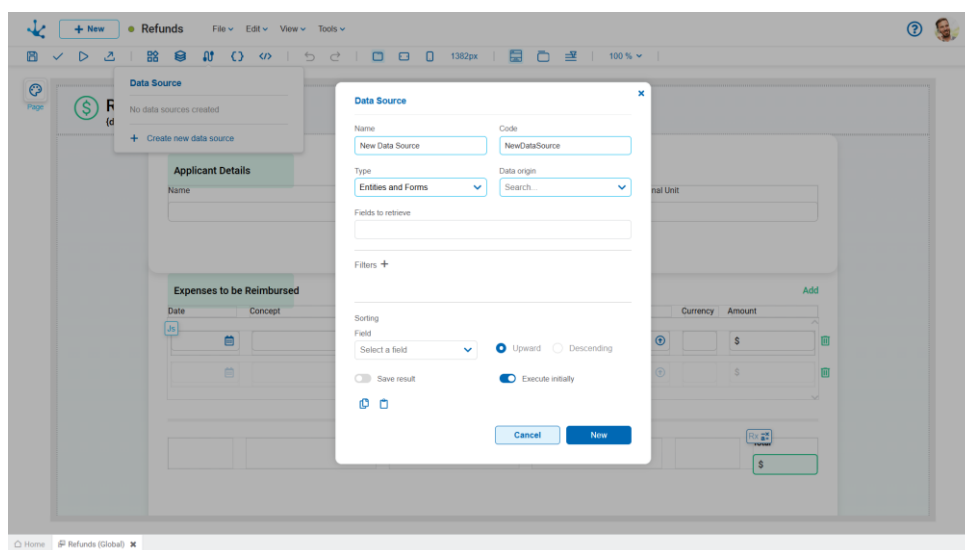 + New
Refunds
File
Edit
View
Tools
?
1382px
100 %
Page
$
R
(d
Data Source
No data sources created
+ Create new data source
Applicant Details
Name
nal Unit
Expenses to be Reimbursed
Add
Date
Concept
Currency
Amount
Js
$
$
Rx
Total
$
Data Source
Name
Code
New Data Source
NewDataSource
Type
Data origin
Entities and Forms
Search...
Fields to retrieve
Filters +
Sorting
Field
Select a field
Upward
Descending
Save result
Execute initially
Cancel
New
Home
Refunds (Global)